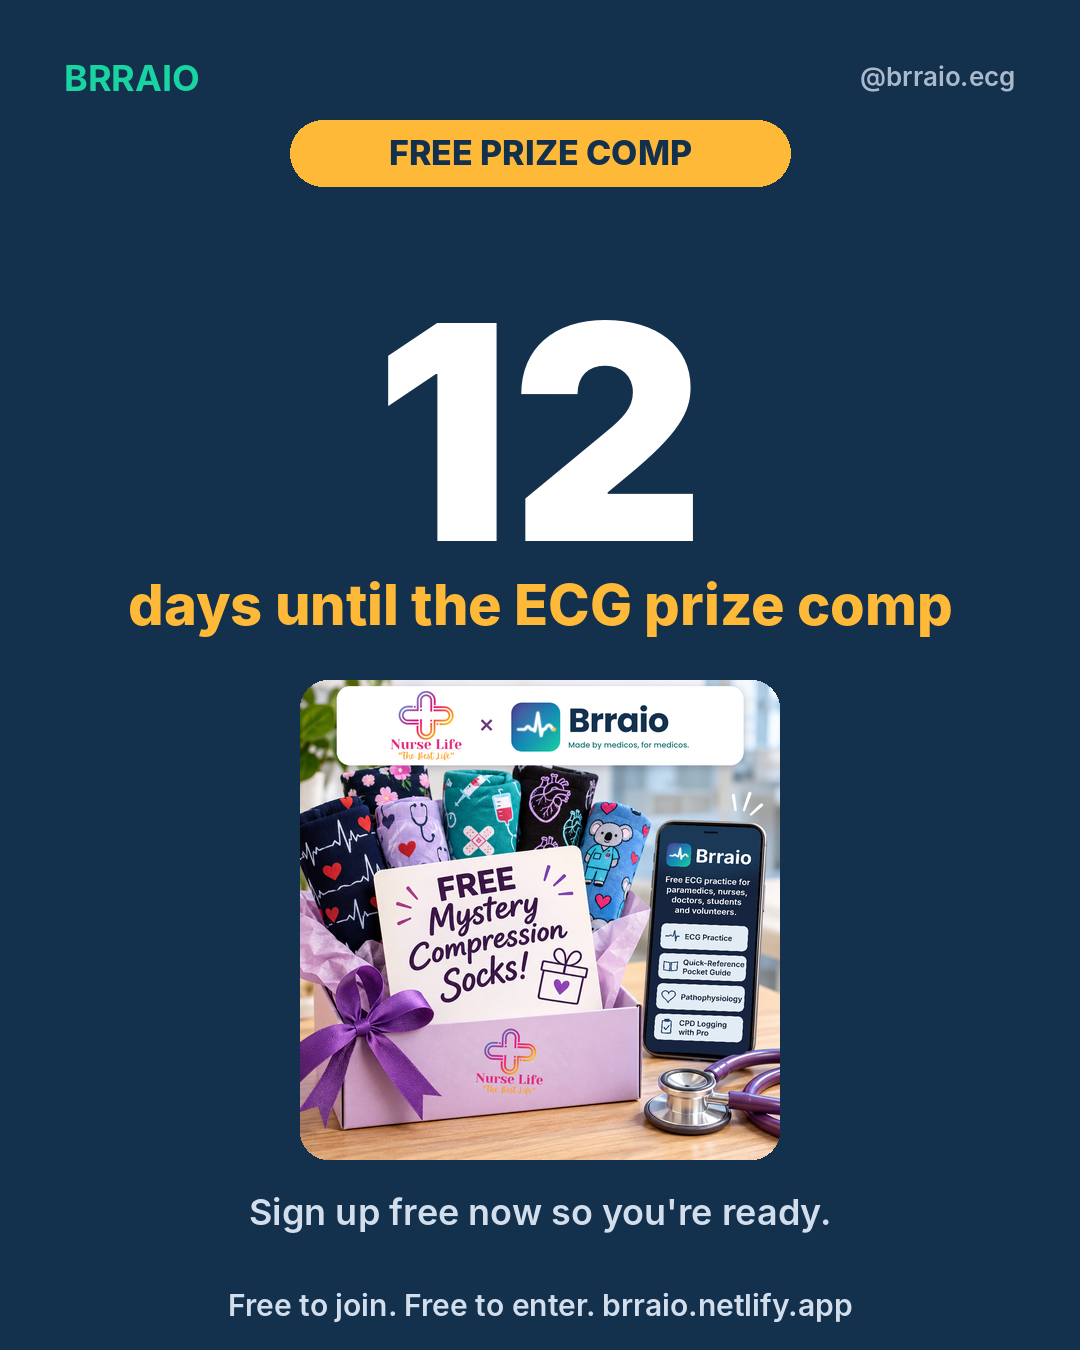 BRRAIO
@brraio.ecg
FREE PRIZE COMP
12
days until the ECG prize comp
Nurse Life
"The Best Life"
×
Brraio
Made by medicos, for medicos.
FREE
Mystery
Compression
Socks!
Nurse Life
"The Best Life"
Brraio
Free ECG practice for
paramedics, nurses,
doctors, students
and volunteers.
ECG Practice
Quick-Reference
Pocket Guide
Pathophysiology
CPD Logging
with Pro
Sign up free now so you're ready.
Free to join. Free to enter. brraio.netlify.app